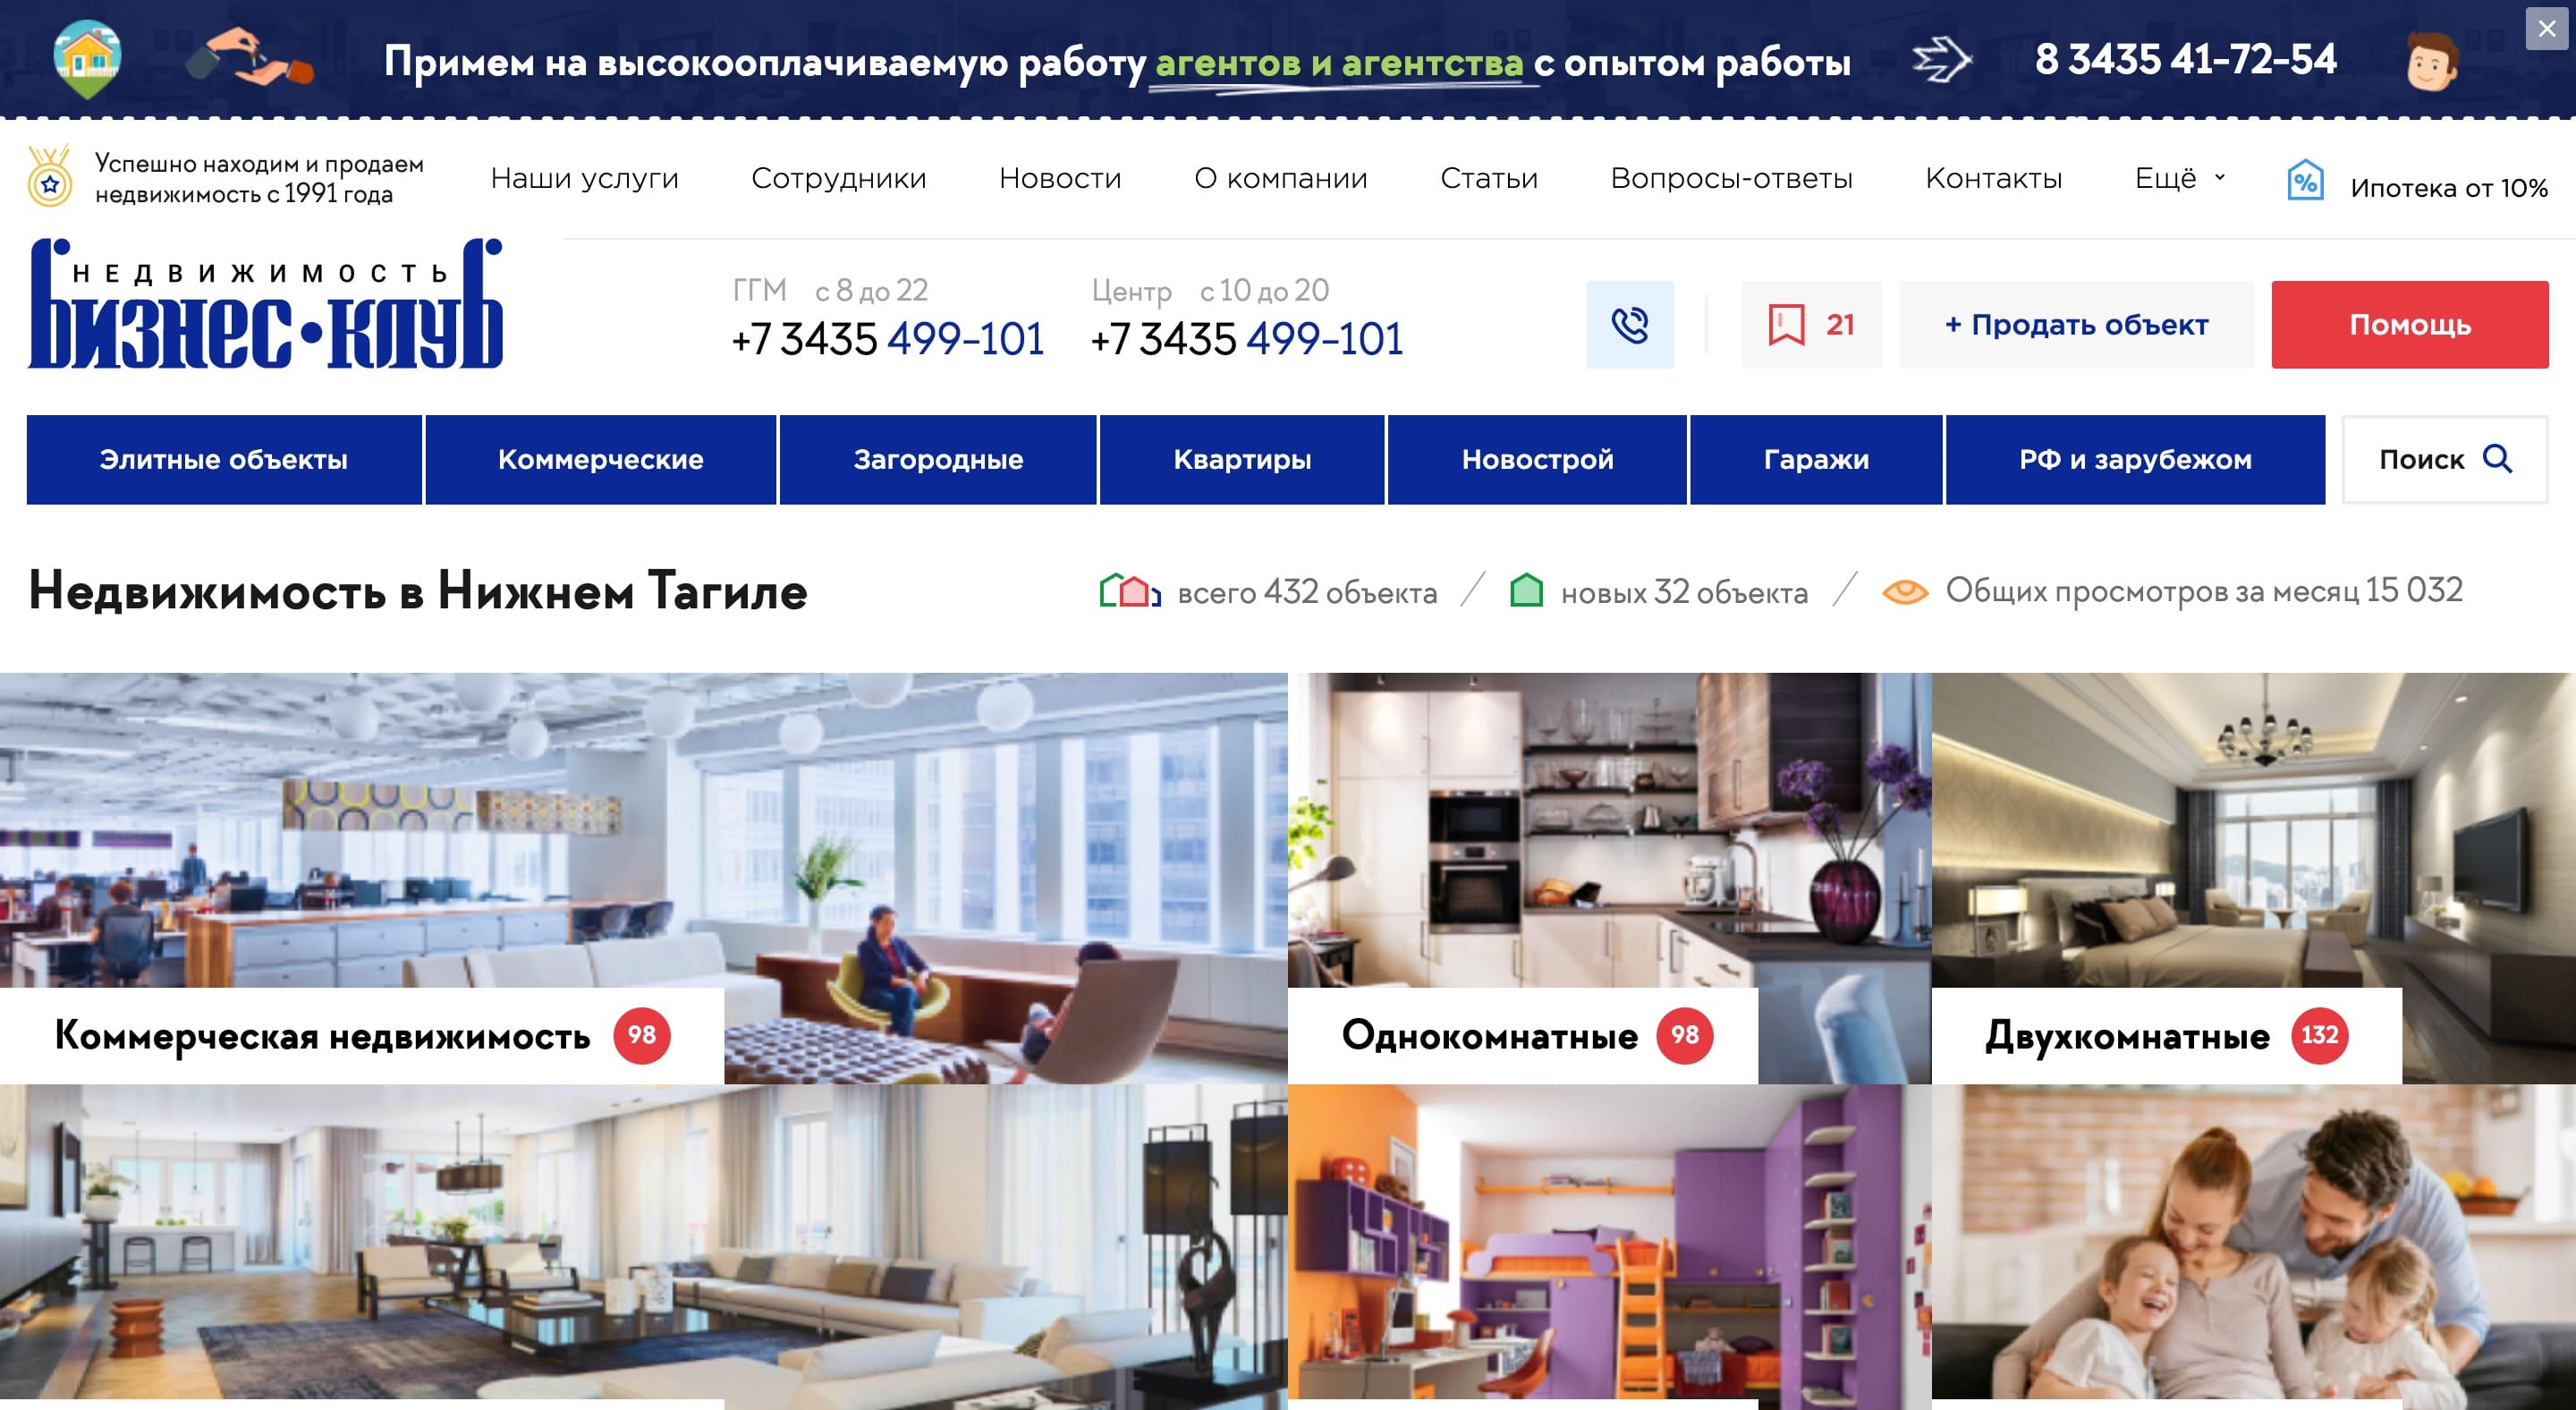 Примем на высокооплачиваемую работу агентов и агентства с опытом работы
8 3435 41-72-54
Успешно находим и продаем
недвижимость с 1991 года
Наши услуги
Сотрудники
Новости
О компании
Статьи
Вопросы-ответы
Контакты
Ещё
Ипотека от 10%
НЕДВИЖИМОСТЬ
Бизнес·клуб
ГГМ с 8 до 22
+7 3435 499-101
Центр с 10 до 20
+7 3435 499-101
21
+ Продать объект
Помощь
Элитные объекты
Коммерческие
Загородные
Квартиры
Новострой
Гаражи
РФ и зарубежом
Поиск
Недвижимость в Нижнем Тагиле
всего 432 объекта
новых 32 объекта
Общих просмотров за месяц 15 032
Коммерческая недвижимость 98
Однокомнатные 98
Двухкомнатные 132